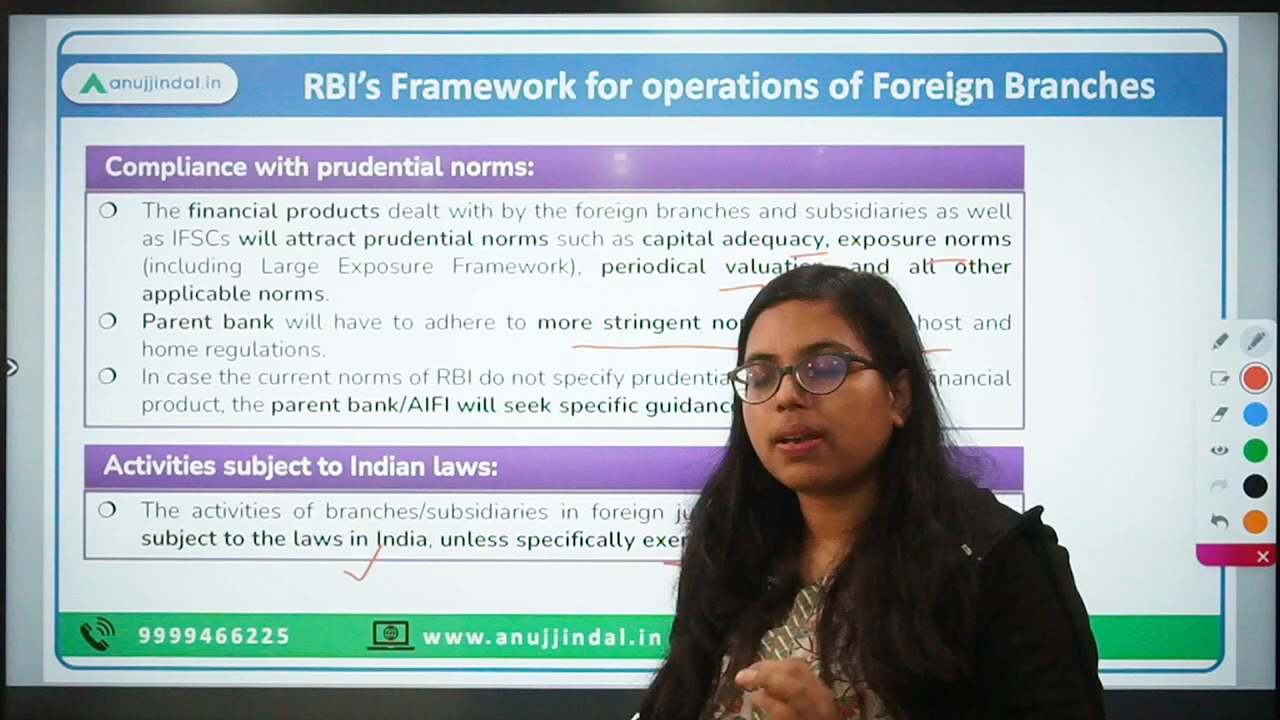 anujjindal.in
RBI's Framework for operations of Foreign Branches
Compliance with prudential norms:
The financial products dealt with by the foreign branches and subsidiaries as well
as IFSCs will attract prudential norms such as capital adequacy, exposure norms
(including Large Exposure Framework), periodical valuation and all other
applicable norms.
Parent bank will have to adhere to more stringent host and
home regulations.
In case the current norms of RBI do not specify financial
product, the parent bank/AIFI will seek specific
Activities subject to Indian laws:
The activities of branches/subsidiaries in foreign
subject to the laws in India, unless specifically
9999466225
www.anujjindal.in